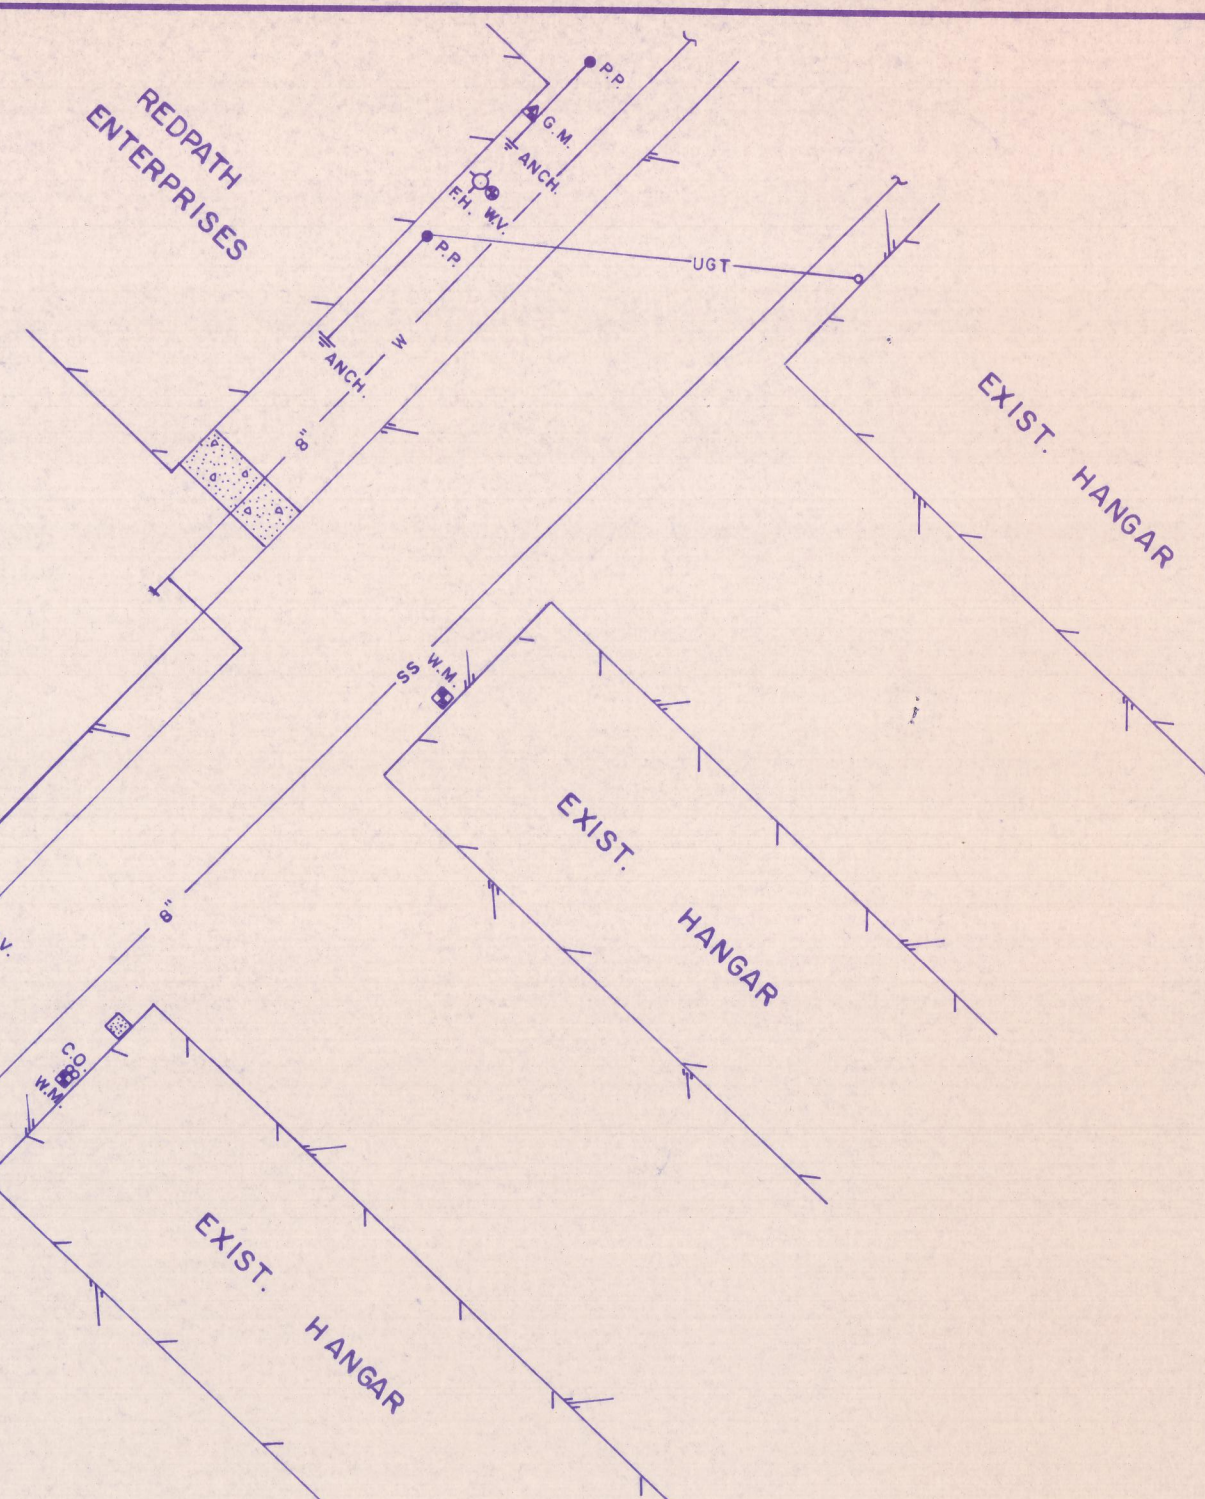 REDPATH
ENTERPRISES
P.P.
G.M.
ANCH.
F.H.
W.V.
P.P.
UGT
ANCH.
W
8"
EXIST.
HANGAR
SS
W.M.
EXIST.
HANGAR
8"
V.
C.O.
W.M.
EXIST.
HANGAR